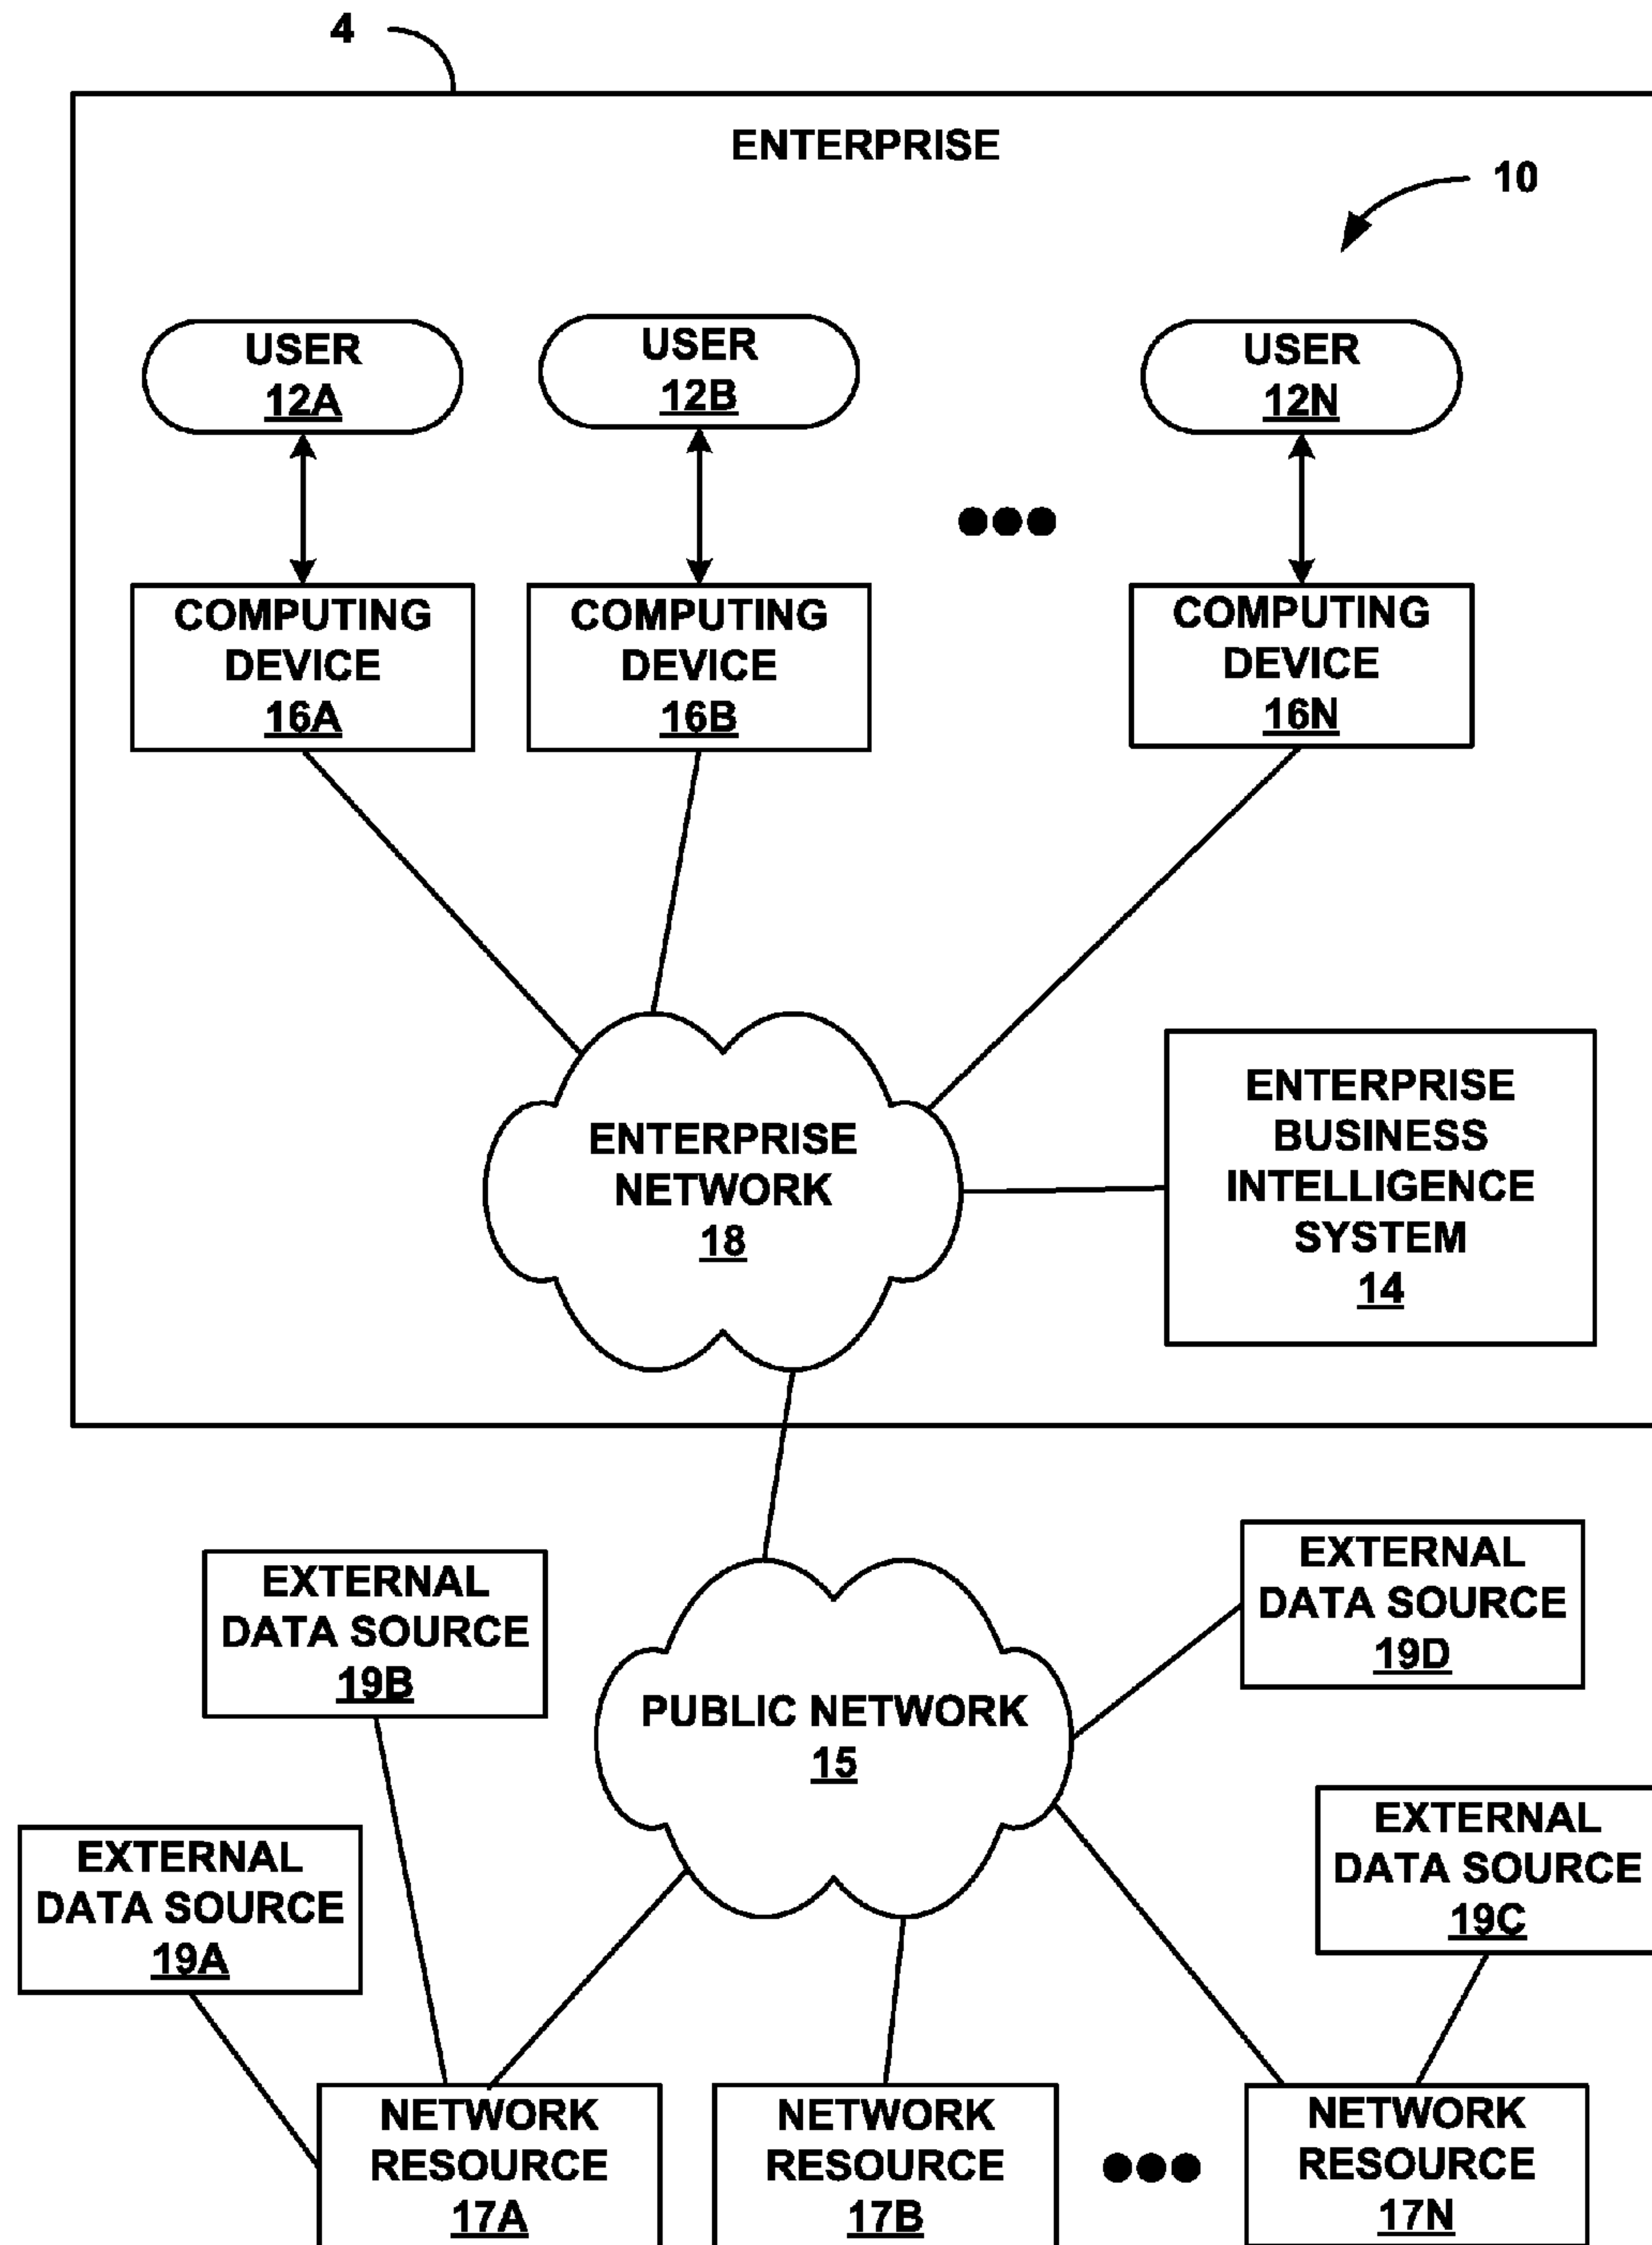 4
ENTERPRISE
10
USER
12A
USER
12B
USER
12N
COMPUTING
DEVICE
16A
COMPUTING
DEVICE
16B
COMPUTING
DEVICE
16N
ENTERPRISE
NETWORK
18
ENTERPRISE
BUSINESS
INTELLIGENCE
SYSTEM
14
EXTERNAL
DATA SOURCE
19B
EXTERNAL
DATA SOURCE
19D
PUBLIC NETWORK
15
EXTERNAL
DATA SOURCE
19A
EXTERNAL
DATA SOURCE
19C
NETWORK
RESOURCE
17A
NETWORK
RESOURCE
17B
NETWORK
RESOURCE
17N